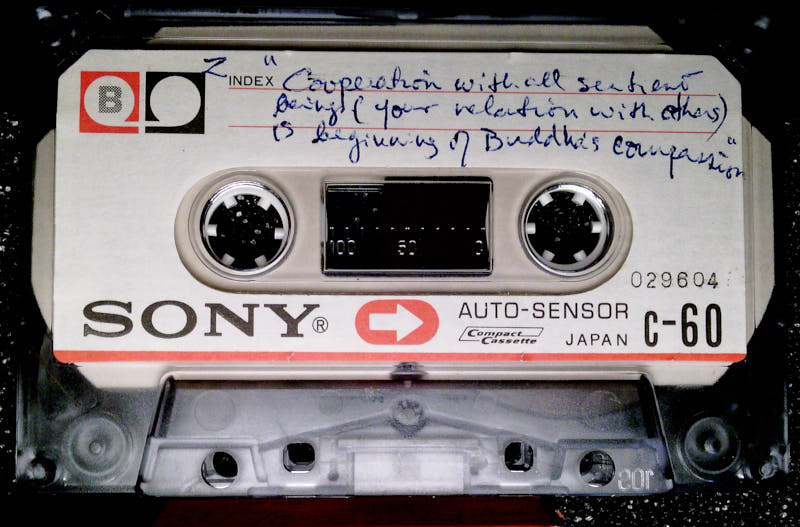 B
Z INDEX "Cooperation with all sentient
beings (your relation with others)
is beginning of Buddha's compassion"
100 50 0
029604
SONY® AUTO-SENSOR
Compact Cassette JAPAN C-60